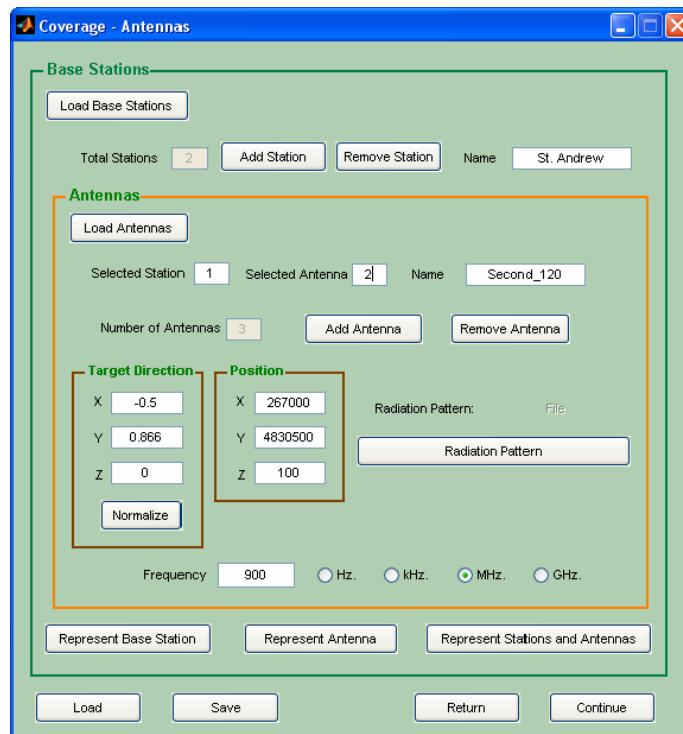 Coverage - Antennas
Base Stations
Load Base Stations
Total Stations 2 Add Station Remove Station Name St. Andrew
Antennas
Load Antennas
Selected Station 1 Selected Antenna 2 Name Second_120
Number of Antennas 3 Add Antenna Remove Antenna
Target Direction Position
X -0.5 X 267000 Radiation Pattern: File
Y 0.866 Y 4830500 Radiation Pattern
Z 0 Z 100
Normalize
Frequency 900 Hz. kHz. MHz. GHz.
Represent Base Station Represent Antenna Represent Stations and Antennas
Load Save Return Continue